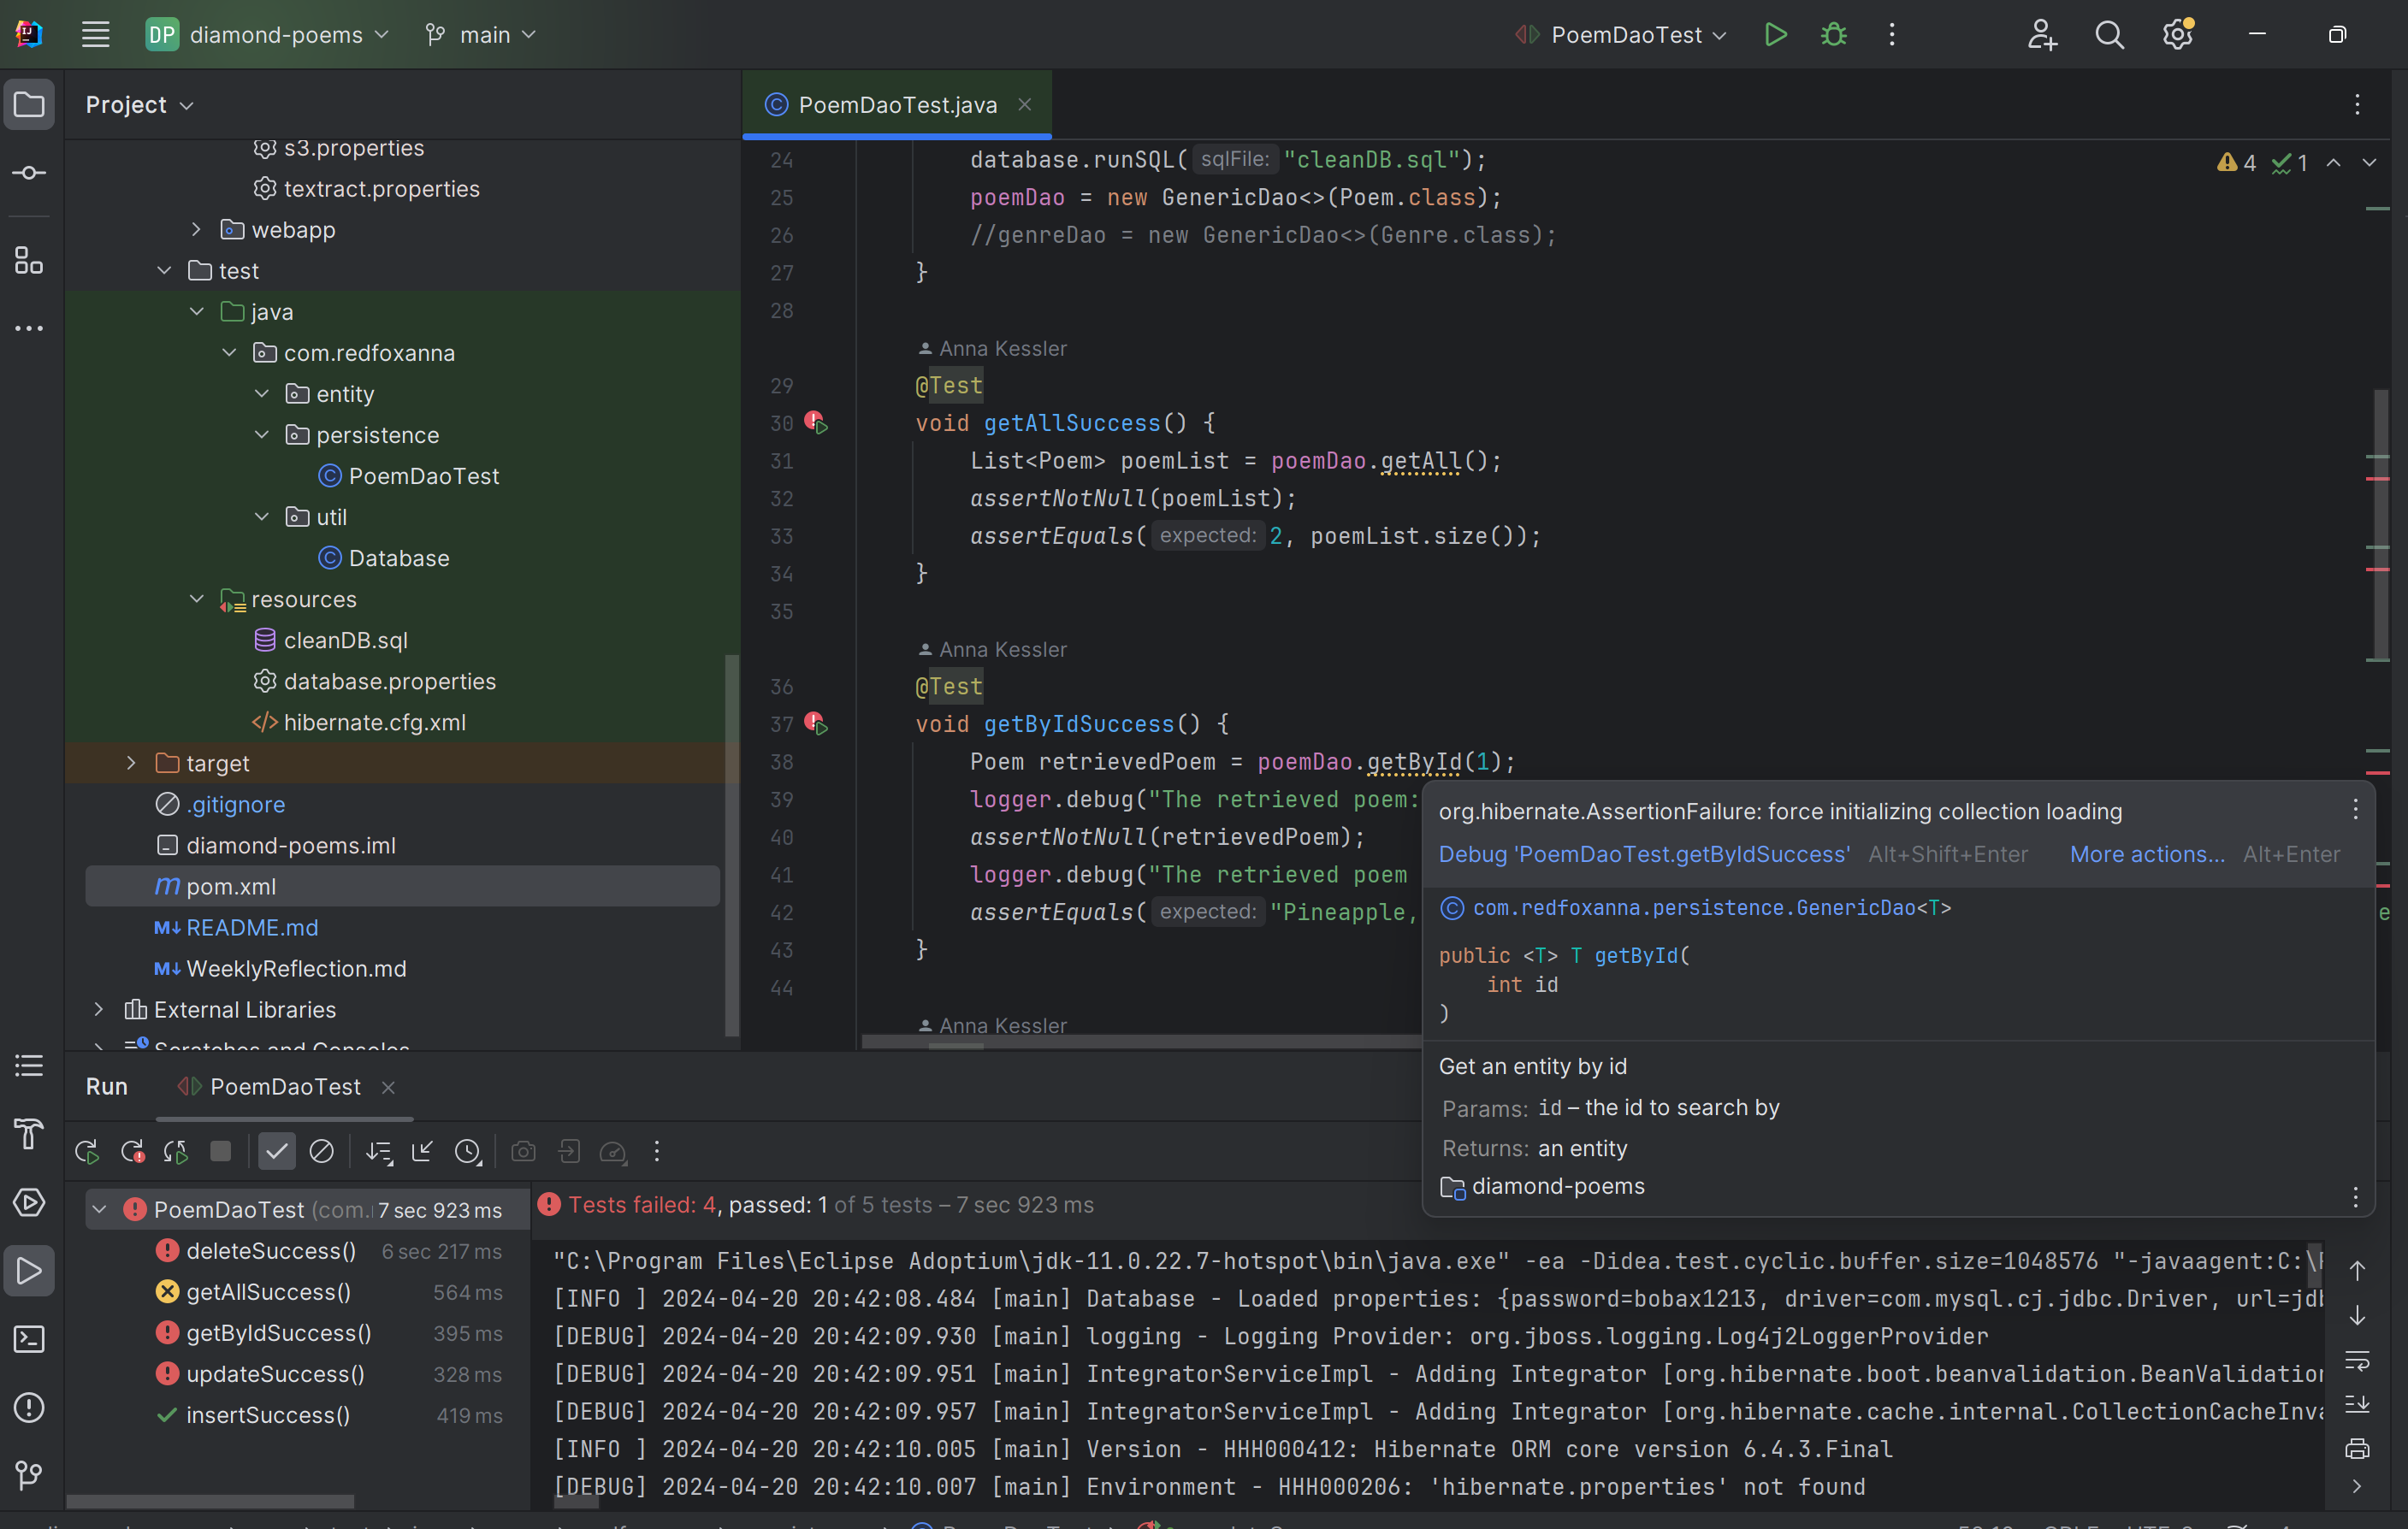 DP diamond-poems main PoemDaoTest
Project
PoemDaoTest.java
s3.properties
textract.properties
webapp
test
java
com.redfoxanna
entity
persistence
PoemDaoTest
util
Database
resources
cleanDB.sql
database.properties
hibernate.cfg.xml
target
.gitignore
diamond-poems.iml
pom.xml
README.md
WeeklyReflection.md
External Libraries
Scratches and Consoles
4 1
24 database.runSQL( sqlFile: "cleanDB.sql");
25 poemDao = new GenericDao<>(Poem.class);
26 //genreDao = new GenericDao<>(Genre.class);
27 }
28
Anna Kessler
29 @Test
30 void getAllSuccess() {
31 List<Poem> poemList = poemDao.getAll();
32 assertNotNull(poemList);
33 assertEquals( expected: 2, poemList.size());
34 }
35
Anna Kessler
36 @Test
37 void getByIdSuccess() {
38 Poem retrievedPoem = poemDao.getById(1);
39 logger.debug("The retrieved poem:
40 assertNotNull(retrievedPoem);
41 logger.debug("The retrieved poem
42 assertEquals( expected: "Pineapple,
43 }
44
Anna Kessler
org.hibernate.AssertionFailure: force initializing collection loading
Debug 'PoemDaoTest.getByIdSuccess' Alt+Shift+Enter More actions... Alt+Enter
com.redfoxanna.persistence.GenericDao<T>
public <T> T getById(
int id
)
Get an entity by id
Params: id – the id to search by
Returns: an entity
diamond-poems
Run PoemDaoTest
PoemDaoTest (com. 7 sec 923 ms
deleteSuccess() 6 sec 217 ms
getAllSuccess() 564 ms
getByIdSuccess() 395 ms
updateSuccess() 328 ms
insertSuccess() 419 ms
Tests failed: 4, passed: 1 of 5 tests – 7 sec 923 ms
"C:\Program Files\Eclipse Adoptium\jdk-11.0.22.7-hotspot\bin\java.exe" -ea -Didea.test.cyclic.buffer.size=1048576 "-javaagent:C:\
[INFO ] 2024-04-20 20:42:08.484 [main] Database - Loaded properties: {password=bobax1213, driver=com.mysql.cj.jdbc.Driver, url=jdb
[DEBUG] 2024-04-20 20:42:09.930 [main] logging - Logging Provider: org.jboss.logging.Log4j2LoggerProvider
[DEBUG] 2024-04-20 20:42:09.951 [main] IntegratorServiceImpl - Adding Integrator [org.hibernate.boot.beanvalidation.BeanValidation
[DEBUG] 2024-04-20 20:42:09.957 [main] IntegratorServiceImpl - Adding Integrator [org.hibernate.cache.internal.CollectionCacheInva
[INFO ] 2024-04-20 20:42:10.005 [main] Version - HHH000412: Hibernate ORM core version 6.4.3.Final
[DEBUG] 2024-04-20 20:42:10.007 [main] Environment - HHH000206: 'hibernate.properties' not found